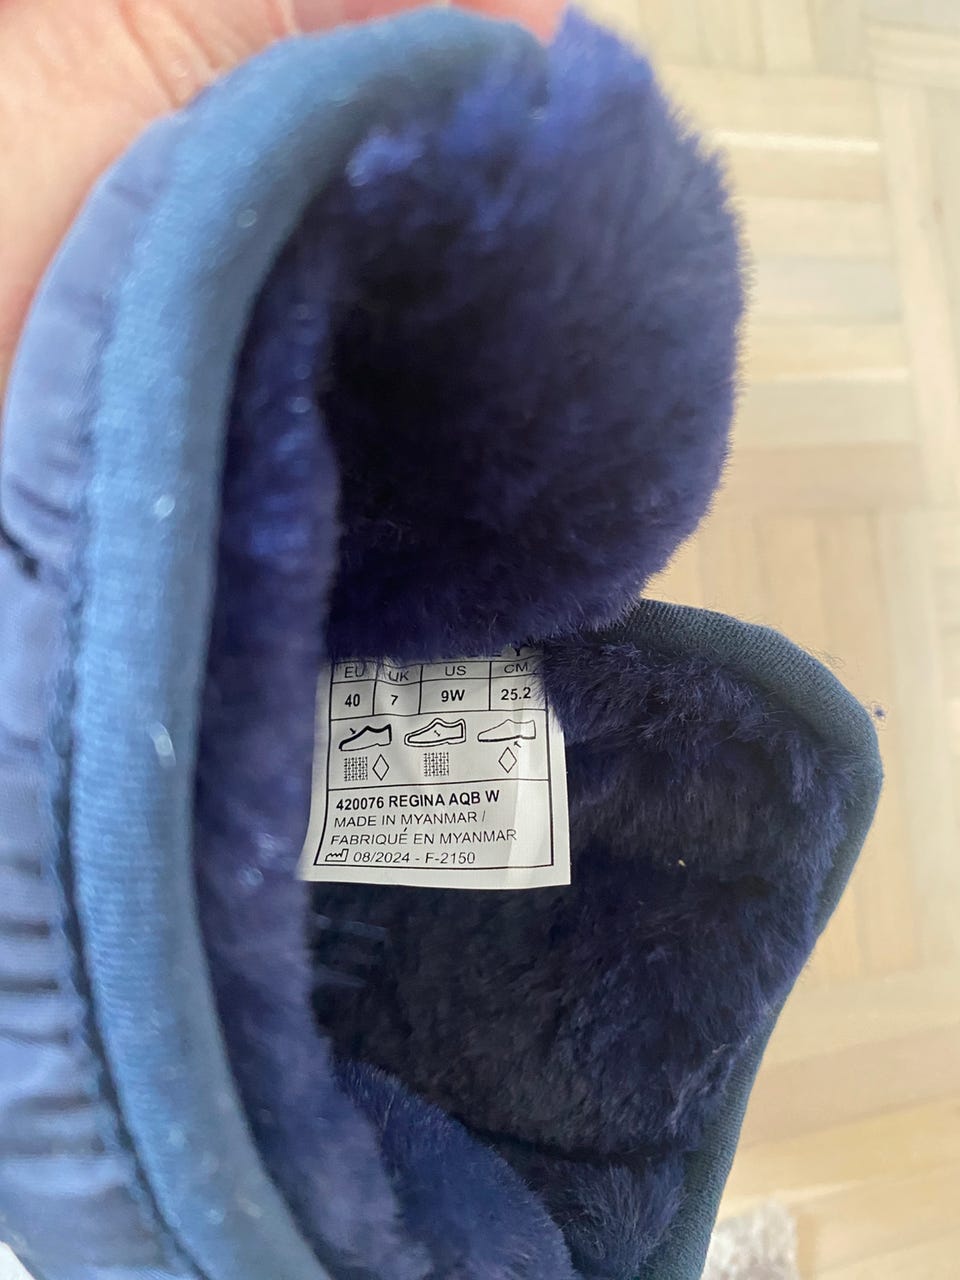 EU UK US CM
40 7 9W 25.2
420076 REGINA AQB W
MADE IN MYANMAR /
FABRIQUÉ EN MYANMAR
08/2024 - F-2150